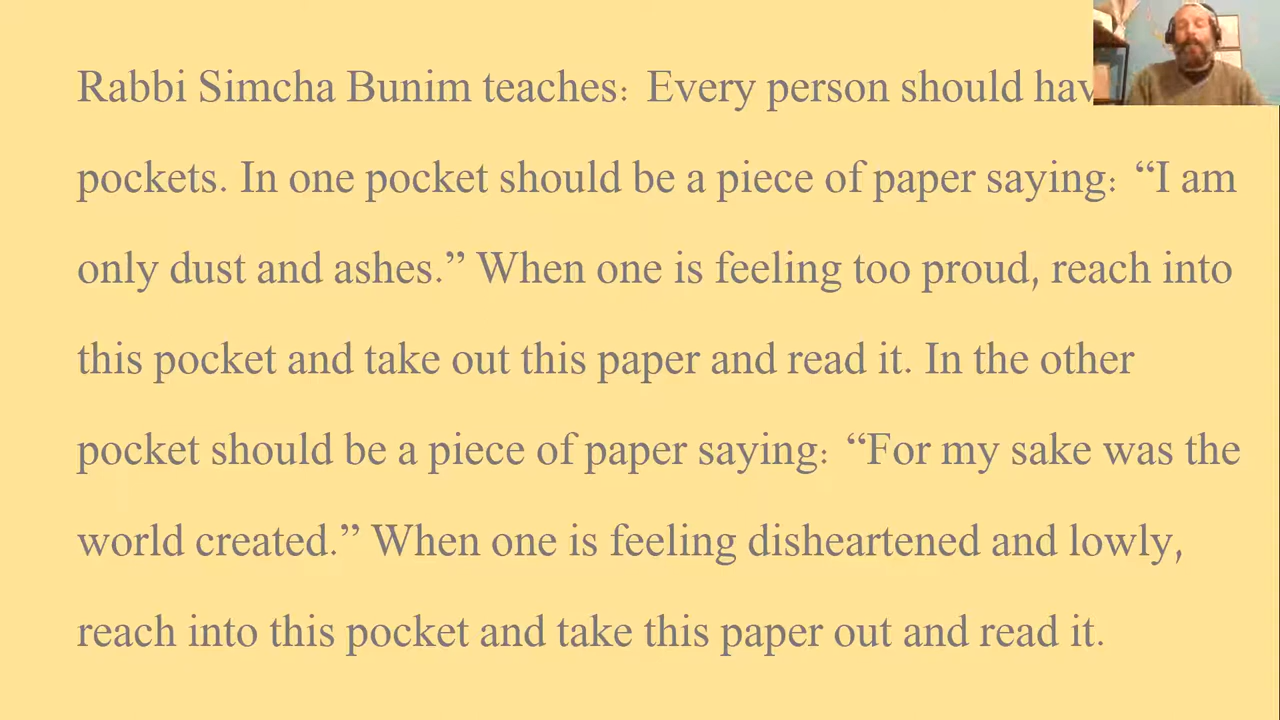 Rabbi Simcha Bunim teaches: Every person should hav
pockets. In one pocket should be a piece of paper saying: “I am
only dust and ashes.” When one is feeling too proud, reach into
this pocket and take out this paper and read it. In the other
pocket should be a piece of paper saying: “For my sake was the
world created.” When one is feeling disheartened and lowly,
reach into this pocket and take this paper out and read it.